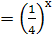 = (1/4)^x